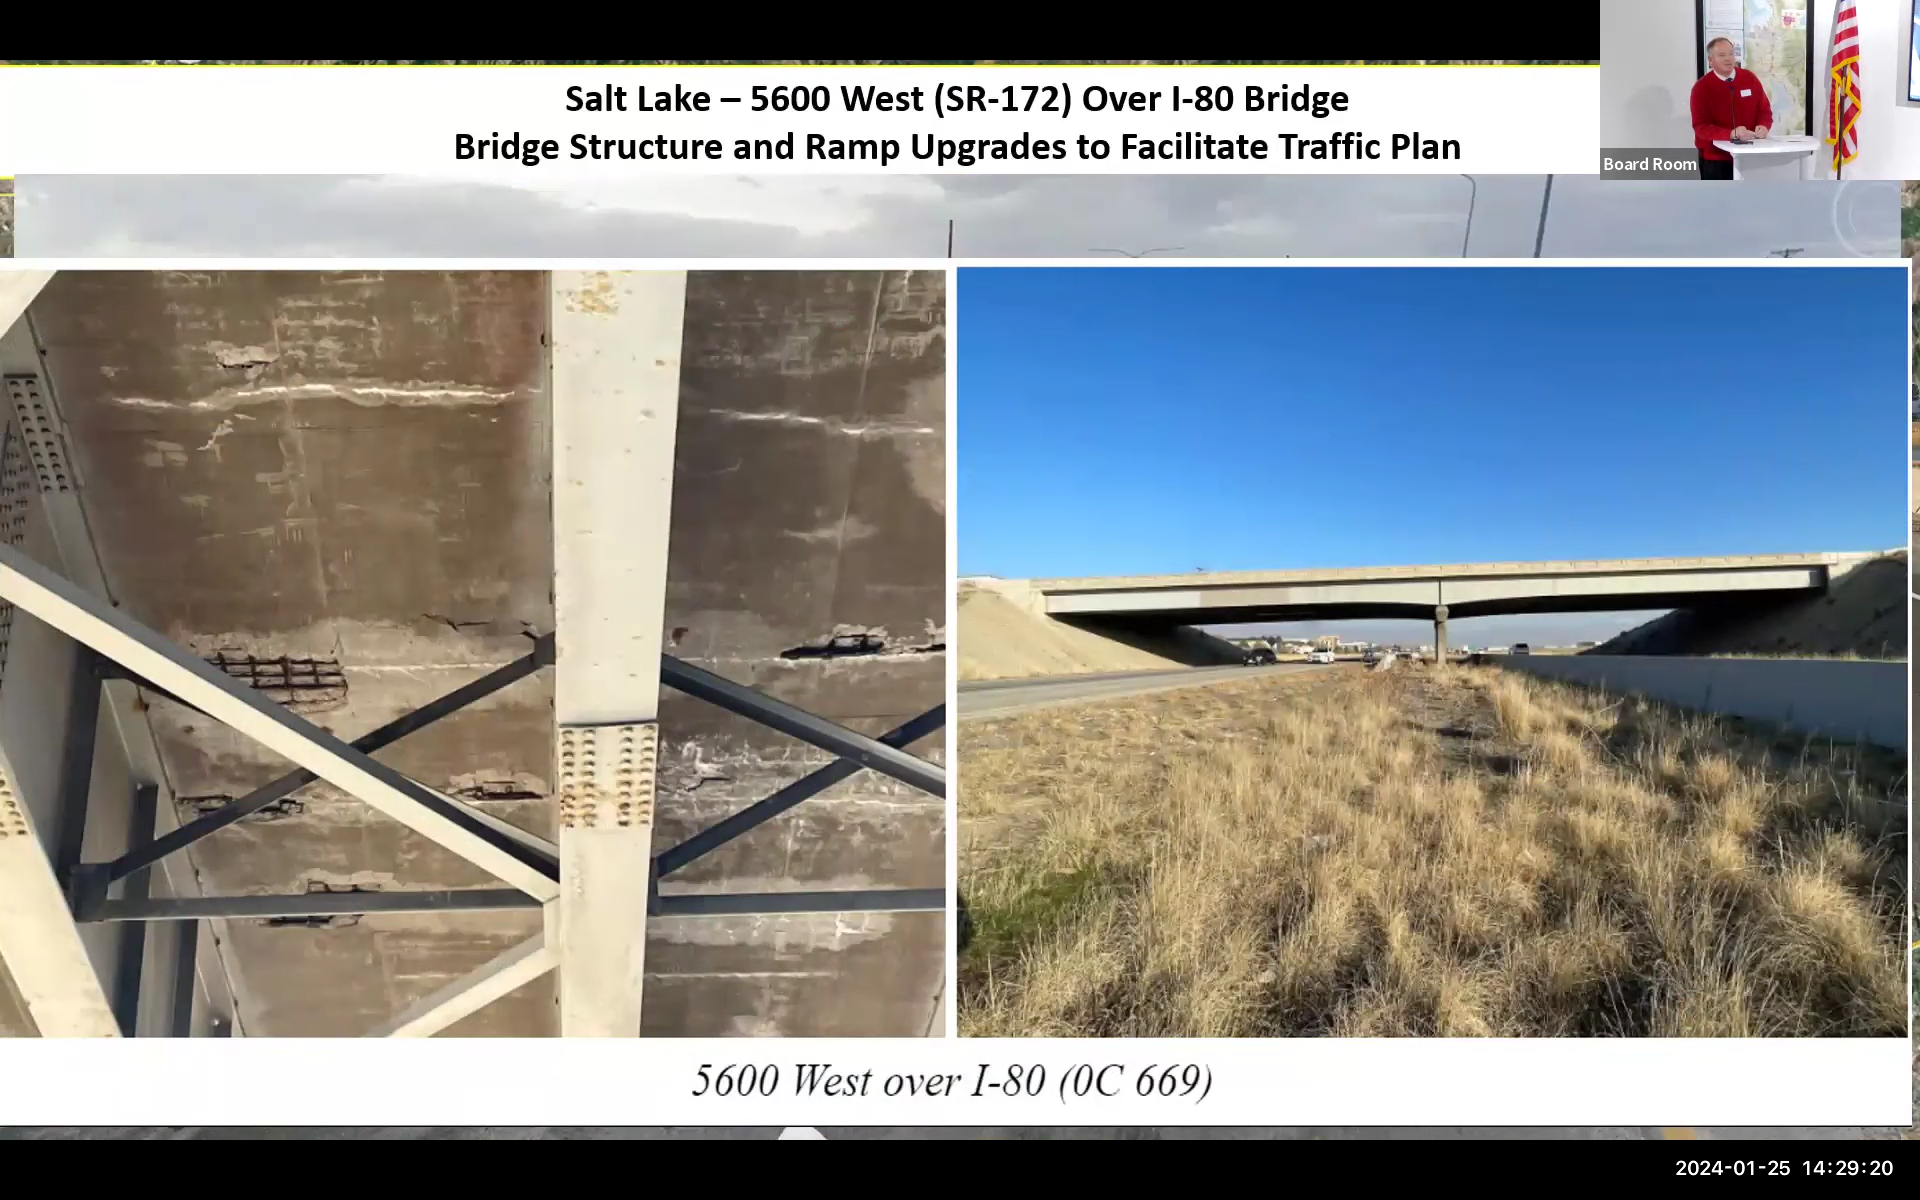 Salt Lake – 5600 West (SR-172) Over I-80 Bridge
Bridge Structure and Ramp Upgrades to Facilitate Traffic Plan
Board Room
5600 West over I-80 (0C 669)
2024-01-25 14:29:20